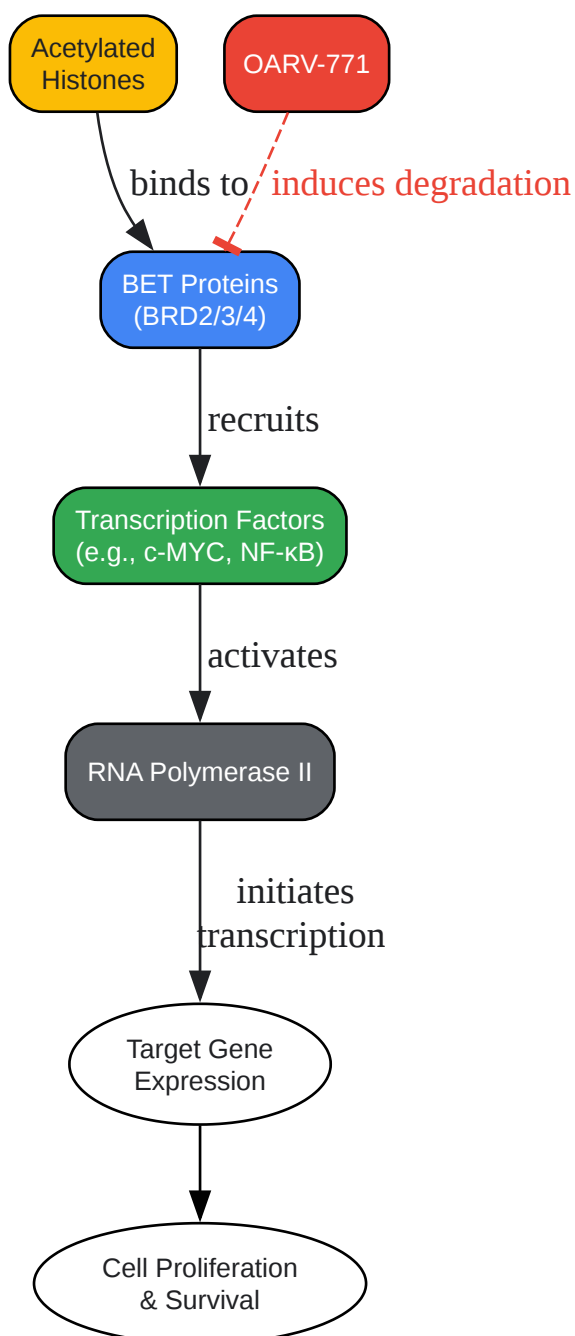 Acetylated
Histones
OARV-771
binds to
induces degradation
BET Proteins
(BRD2/3/4)
recruits
Transcription Factors
(e.g., c-MYC, NF-κB)
activates
RNA Polymerase II
initiates
transcription
Target Gene
Expression
Cell Proliferation
& Survival